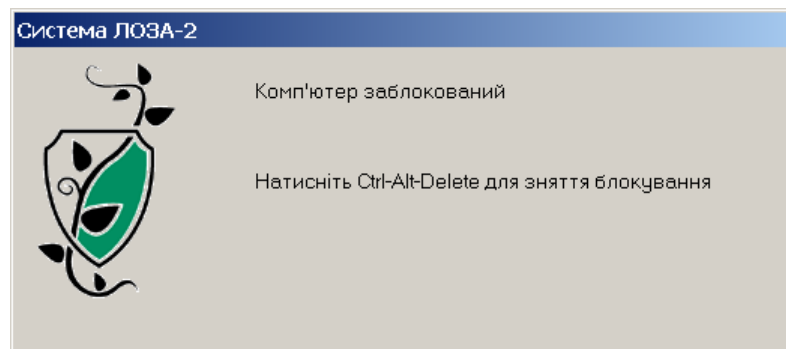 Система ЛОЗА-2
Комп'ютер заблокований
Натисніть Ctrl-Alt-Delete для зняття блокування